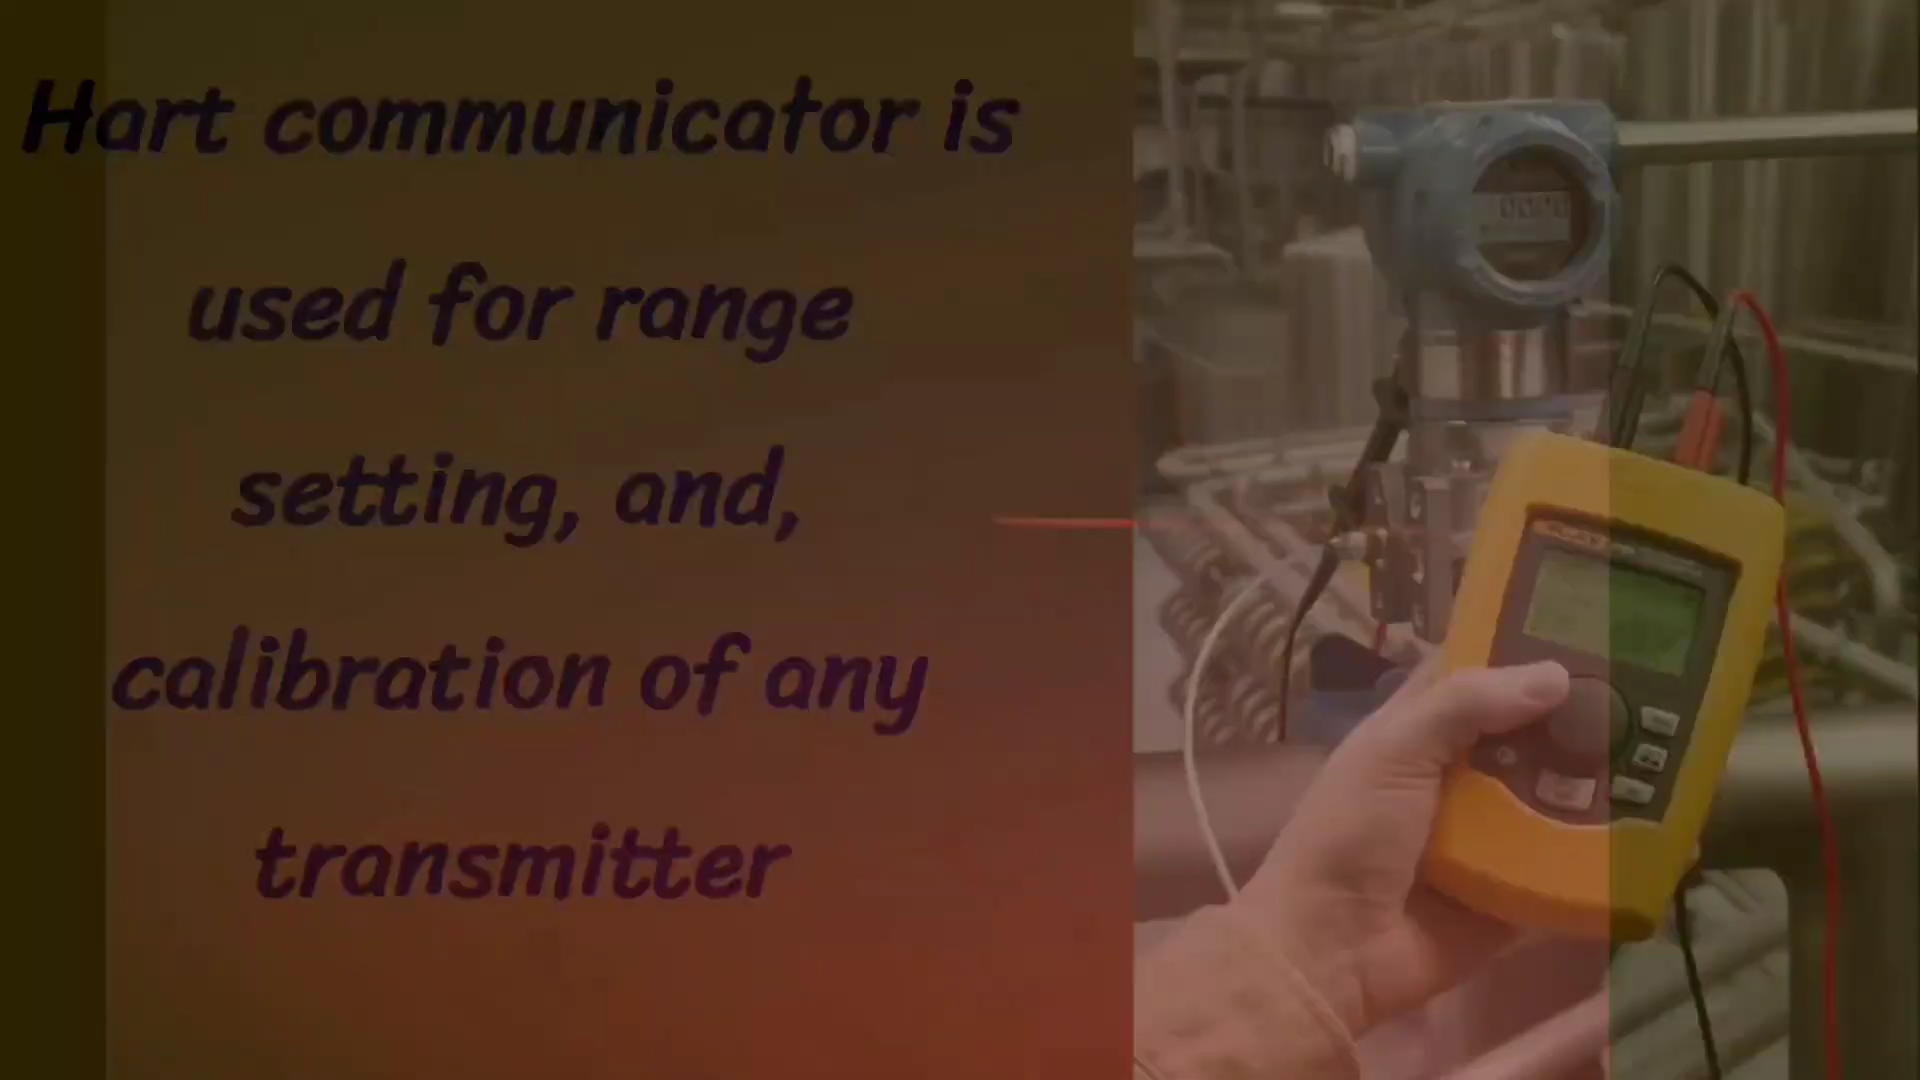 Hart communicator is
used for range
setting, and,
calibration of any
transmitter